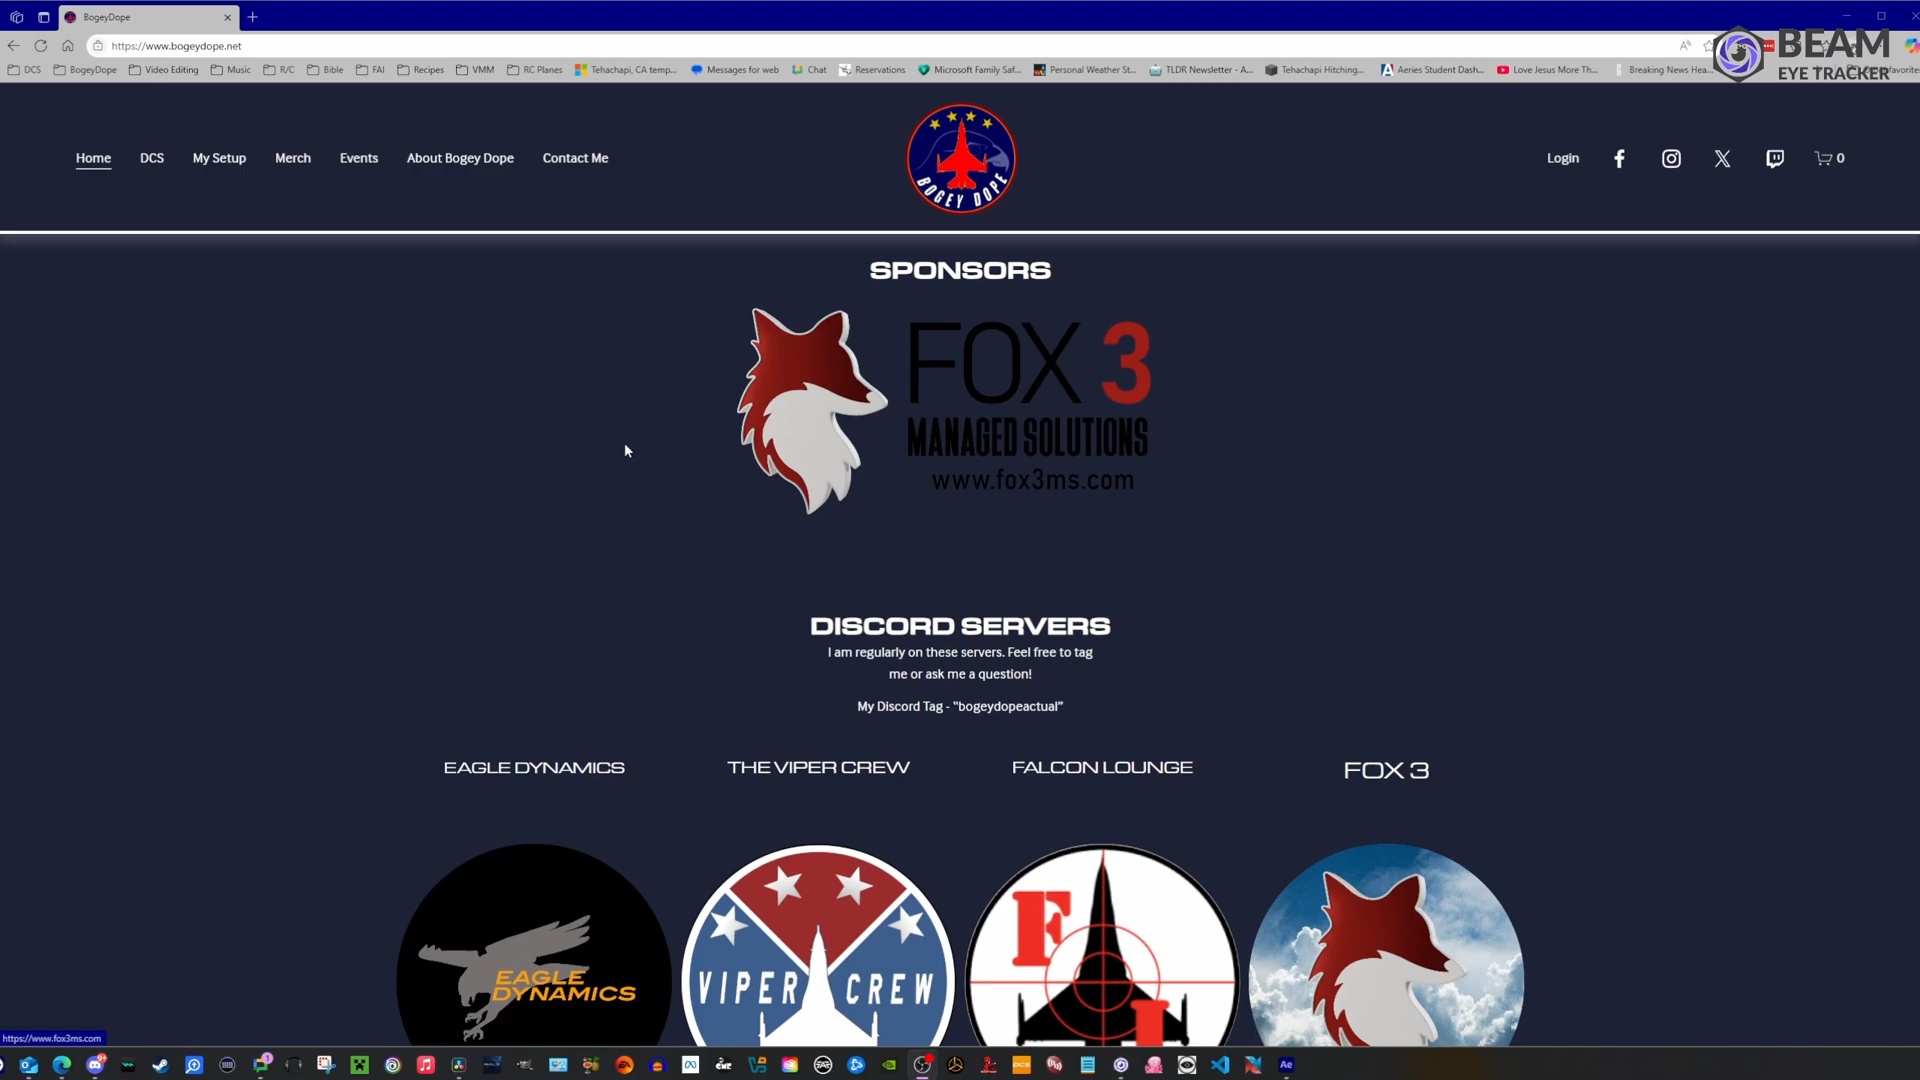 BogeyDope
https://www.bogeydope.net
BEAM
EYE TRACKER
DCS
BogeyDope
Video Editing
Music
R/C
Bible
FAI
Recipes
VMM
RC Planes
Tehachapi, CA temp...
Messages for web
Chat
Reservations
Microsoft Family Saf...
Personal Weather St...
TLDR Newsletter - A...
Tehachapi Hitching...
Aeries Student Dash...
Love Jesus More Th...
Breaking News Hea...
Home
DCS
My Setup
Merch
Events
About Bogey Dope
Contact Me
BOGEY DOPE
Login
0
SPONSORS
FOX 3
MANAGED SOLUTIONS
www.fox3ms.com
DISCORD SERVERS
I am regularly on these servers. Feel free to tag
me or ask me a question!
My Discord Tag - "bogeydopeactual"
EAGLE DYNAMICS
THE VIPER CREW
FALCON LOUNGE
FOX 3
EAGLE
DYNAMICS
VIPER CREW
F
L
https://www.fox3ms.com